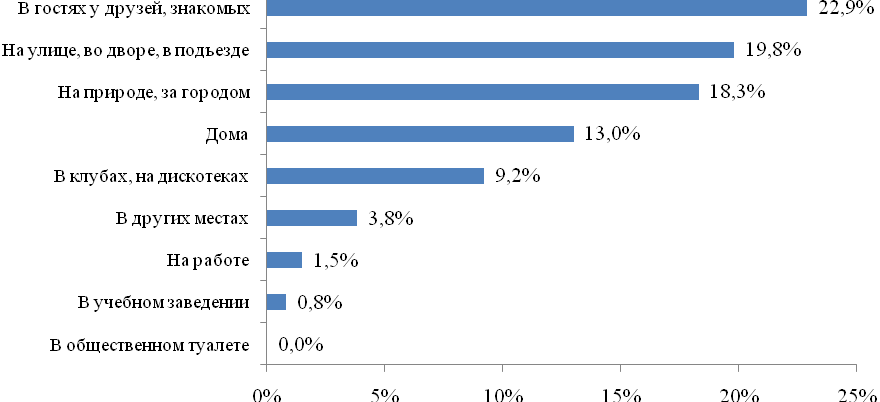 В гостях у друзей, знакомых 22,9%
На улице, во дворе, в подъезде 19,8%
На природе, за городом 18,3%
Дома 13,0%
В клубах, на дискотеках 9,2%
В других местах 3,8%
На работе 1,5%
В учебном заведении 0,8%
В общественном туалете 0,0%
0% 5% 10% 15% 20% 25%